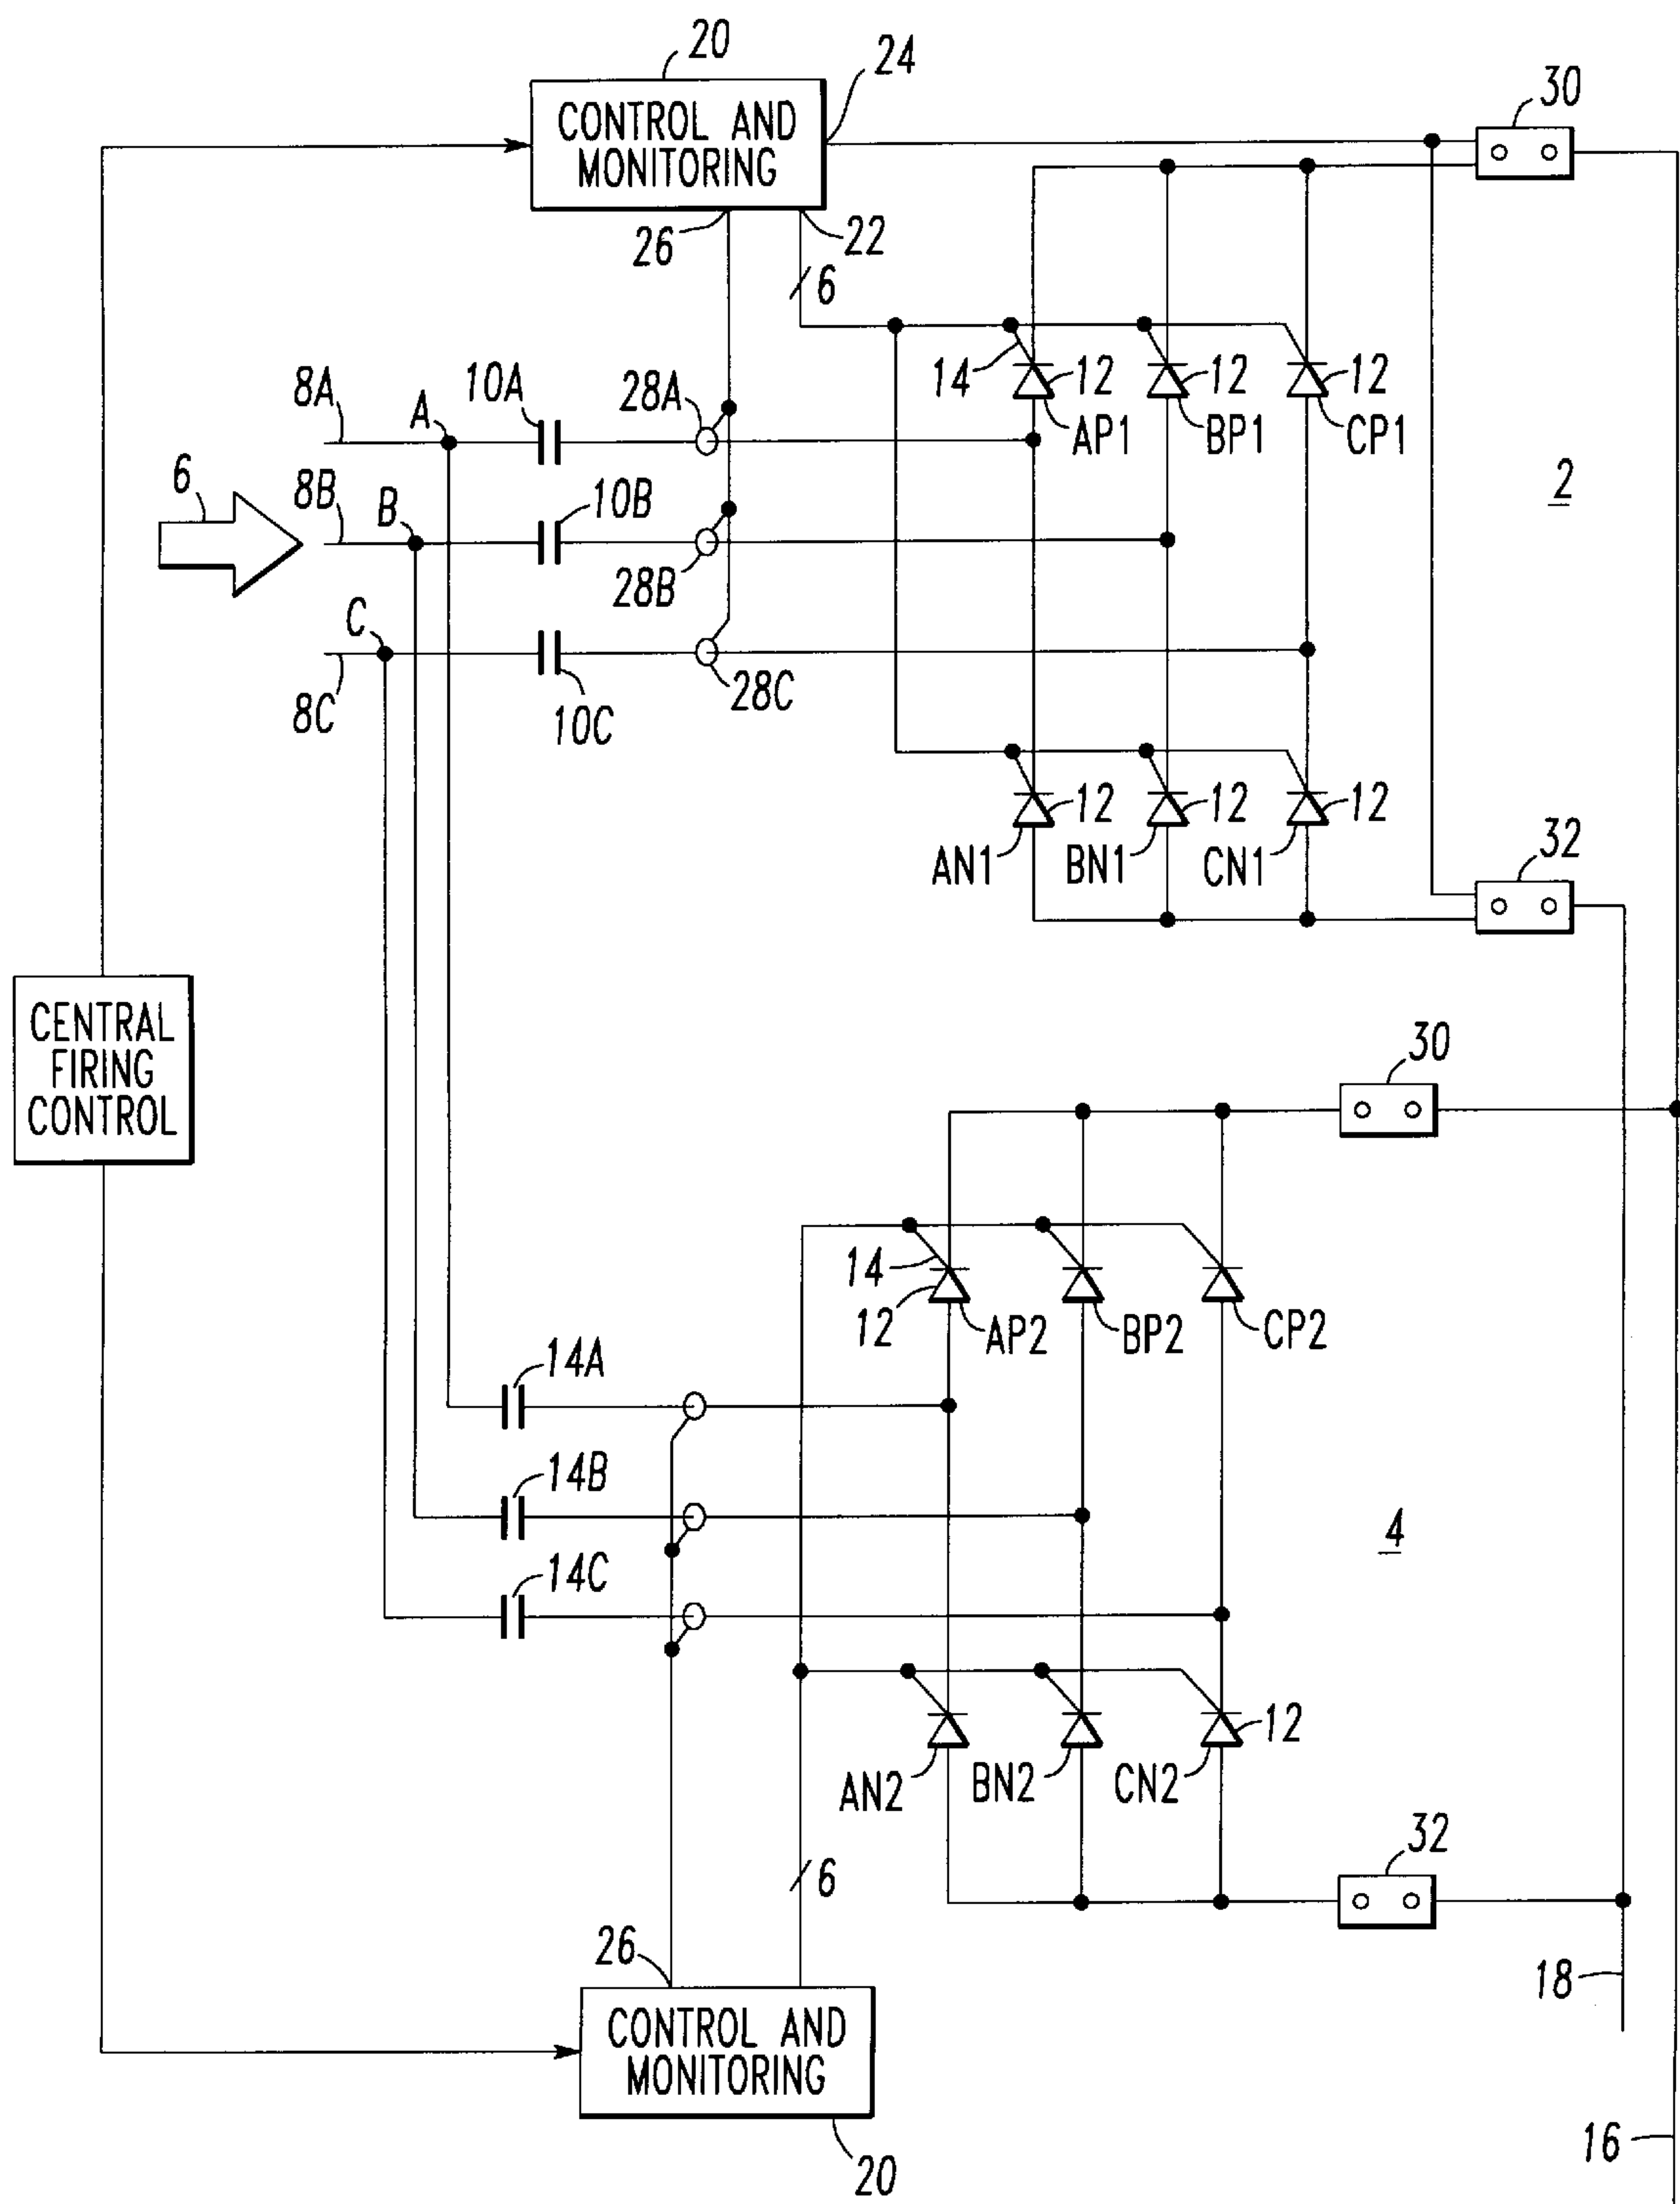 20
24
30
CONTROL AND
MONITORING
26
22
6
14
12
12
12
AP1
BP1
CP1
8A
A
10A
28A
2
6
8B
B
10B
28B
C
8C
10C
28C
12
12
12
AN1
BN1
CN1
32
CENTRAL
FIRING
CONTROL
30
14
12
AP2
BP2
CP2
14A
14B
14C
4
12
AN2
BN2
CN2
6
32
26
18
CONTROL AND
MONITORING
20
16